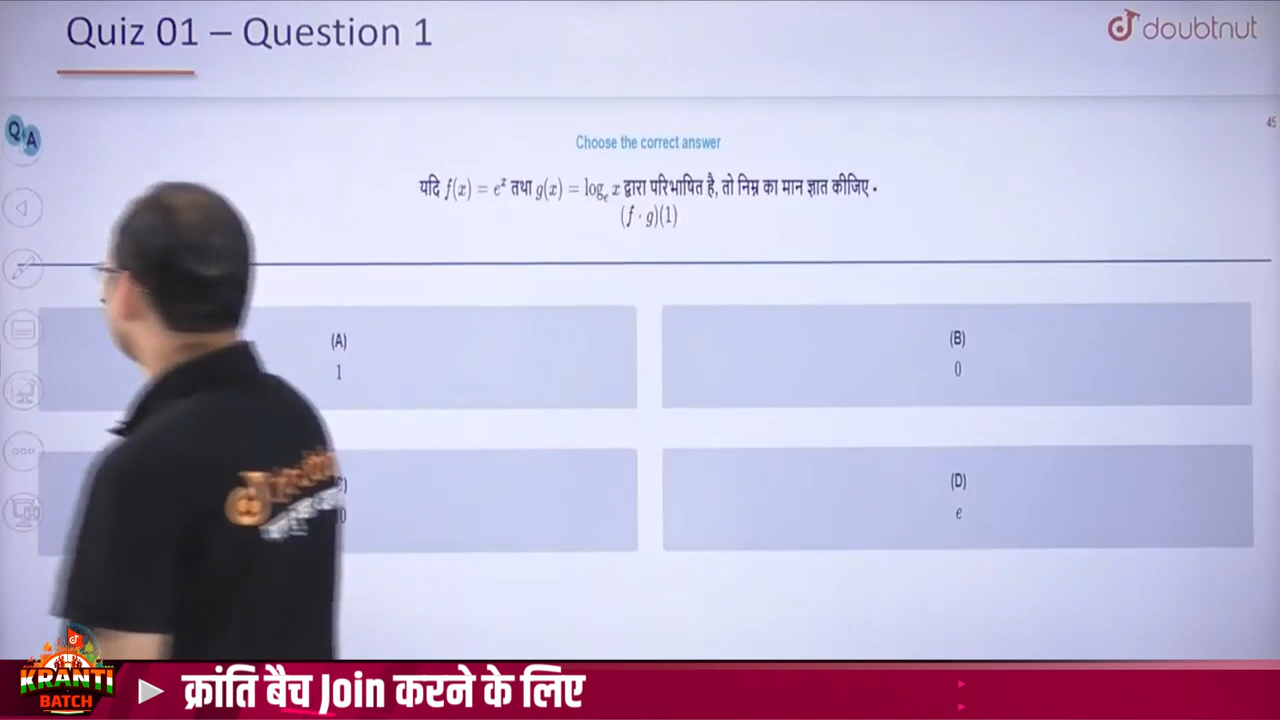 Quiz 01 – Question 1
doubtnut
Q A
45
Choose the correct answer
यदि f(x) = e^x तथा g(x) = log_e x द्वारा परिभाषित है, तो निम्न का मान ज्ञात कीजिए •
(f · g)(1)
(A)
1
(B)
0
(D)
e
KRANTI
BATCH
क्रांति बैच Join करने के लिए